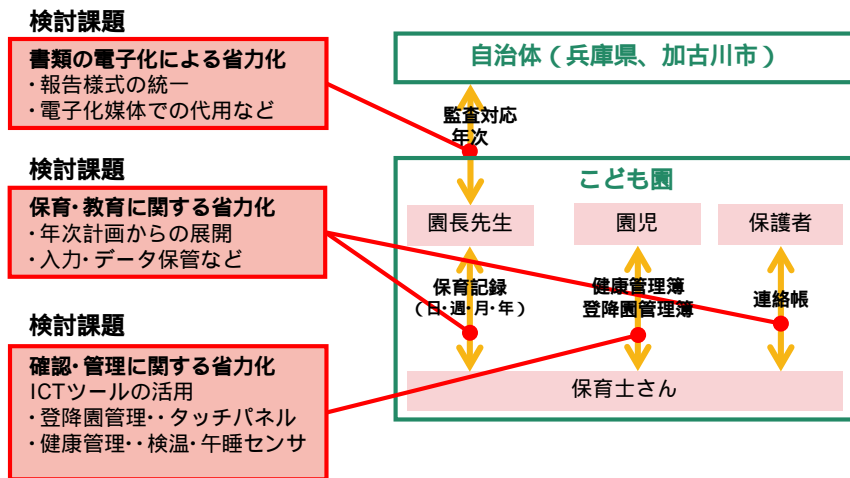 検討課題
書類の電子化による省力化
・報告様式の統一
・電子化媒体での代用など
検討課題
保育・教育に関する省力化
・年次計画からの展開
・入力・データ保管など
検討課題
確認・管理に関する省力化
ICTツールの活用
・登降園管理・・タッチパネル
・健康管理・・検温・午睡センサ
自治体（兵庫県、加古川市）
監査対応
年次
こども園
園長先生
園児
保護者
保育記録
（日・週・月・年）
健康管理簿
登降園管理簿
連絡帳
保育士さん